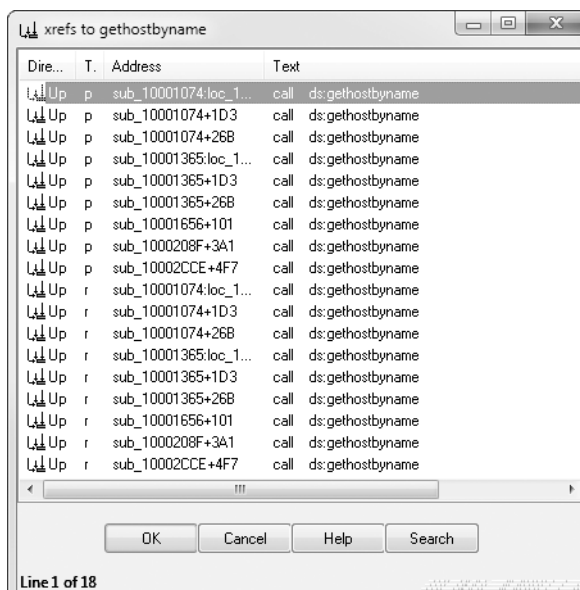 xrefs to gethostbyname
Dire... T. Address Text
Up p sub_10001074:loc_1... call ds:gethostbyname
Up p sub_10001074+1D3 call ds:gethostbyname
Up p sub_10001074+26B call ds:gethostbyname
Up p sub_10001365:loc_1... call ds:gethostbyname
Up p sub_10001365+1D3 call ds:gethostbyname
Up p sub_10001365+26B call ds:gethostbyname
Up p sub_10001656+101 call ds:gethostbyname
Up p sub_1000208F+3A1 call ds:gethostbyname
Up p sub_10002CCE+4F7 call ds:gethostbyname
Up r sub_10001074:loc_1... call ds:gethostbyname
Up r sub_10001074+1D3 call ds:gethostbyname
Up r sub_10001074+26B call ds:gethostbyname
Up r sub_10001365:loc_1... call ds:gethostbyname
Up r sub_10001365+1D3 call ds:gethostbyname
Up r sub_10001365+26B call ds:gethostbyname
Up r sub_10001656+101 call ds:gethostbyname
Up r sub_1000208F+3A1 call ds:gethostbyname
Up r sub_10002CCE+4F7 call ds:gethostbyname
OK Cancel Help Search
Line 1 of 18